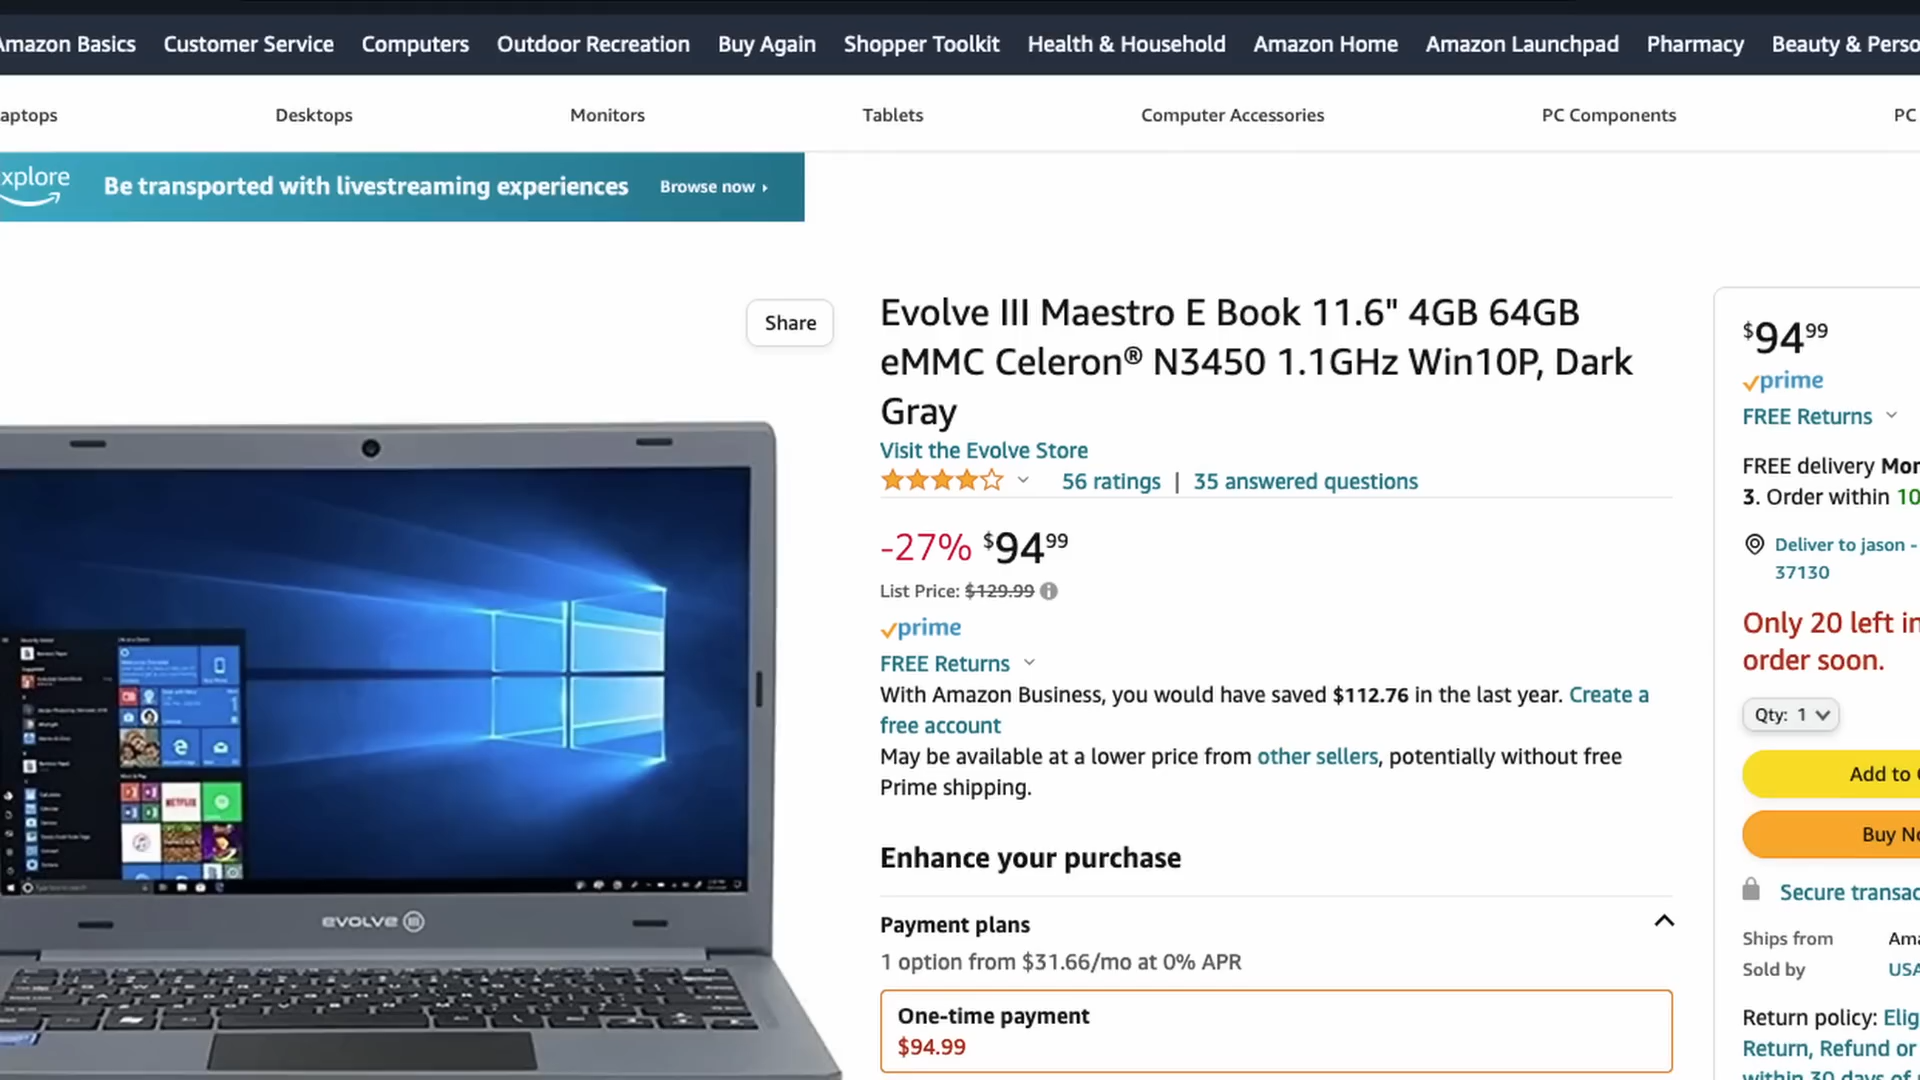 Amazon Basics Customer Service Computers Outdoor Recreation Buy Again Shopper Toolkit Health & Household Amazon Home Amazon Launchpad Pharmacy Beauty & Perso
aptops Desktops Monitors Tablets Computer Accessories PC Components PC
xplore Be transported with livestreaming experiences Browse now
Share
Evolve III Maestro E Book 11.6" 4GB 64GB
eMMC Celeron® N3450 1.1GHz Win10P, Dark
Gray
Visit the Evolve Store
56 ratings | 35 answered questions
-27% $94.99
List Price: $129.99
prime
FREE Returns
With Amazon Business, you would have saved $112.76 in the last year. Create a
free account
May be available at a lower price from other sellers, potentially without free
Prime shipping.
Enhance your purchase
Payment plans
1 option from $31.66/mo at 0% APR
One-time payment
$94.99
EVOLVE III
NETFLIX
$94.99
prime
FREE Returns
FREE delivery Mon
3. Order within 10
Deliver to jason -
37130
Only 20 left in
order soon.
Qty: 1
Add to C
Buy No
Secure transac
Ships from Ama
Sold by USA
Return policy: Elig
Return, Refund or
within 30 days of